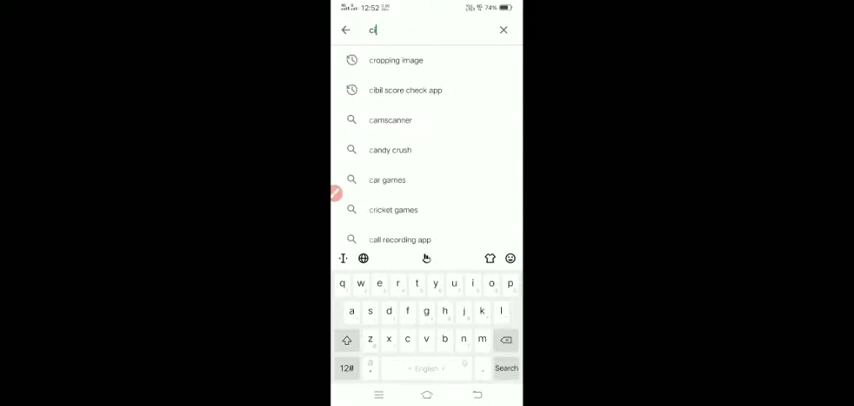 12:52 74%
ci
cropping image
cibil score check app
camscanner
candy crush
car games
cricket games
call recording app
q w e r t y u i o p
a s d f g h j k l
z x c v b n m
12# English . Search